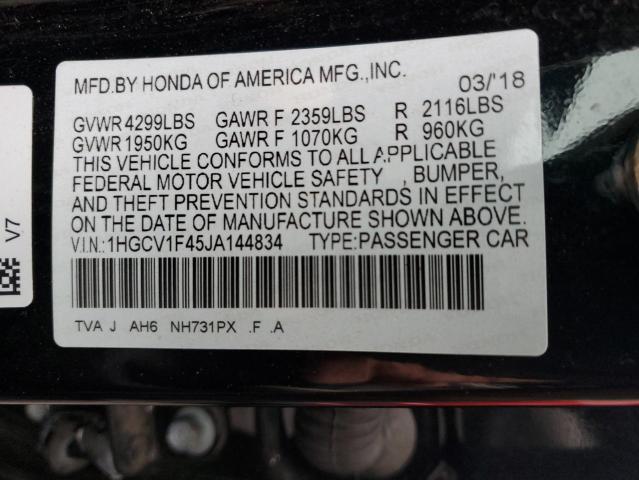 MFD.BY HONDA OF AMERICA MFG.,INC. 03/'18
GVWR 4299LBS GAWR F 2359LBS R 2116LBS
GVWR 1950KG GAWR F 1070KG R 960KG
THIS VEHICLE CONFORMS TO ALL APPLICABLE
FEDERAL MOTOR VEHICLE SAFETY , BUMPER,
AND THEFT PREVENTION STANDARDS IN EFFECT
ON THE DATE OF MANUFACTURE SHOWN ABOVE.
V.I.N.:1HGCV1F45JA144834 TYPE:PASSENGER CAR
TVA J AH6 NH731PX .F .A
V7